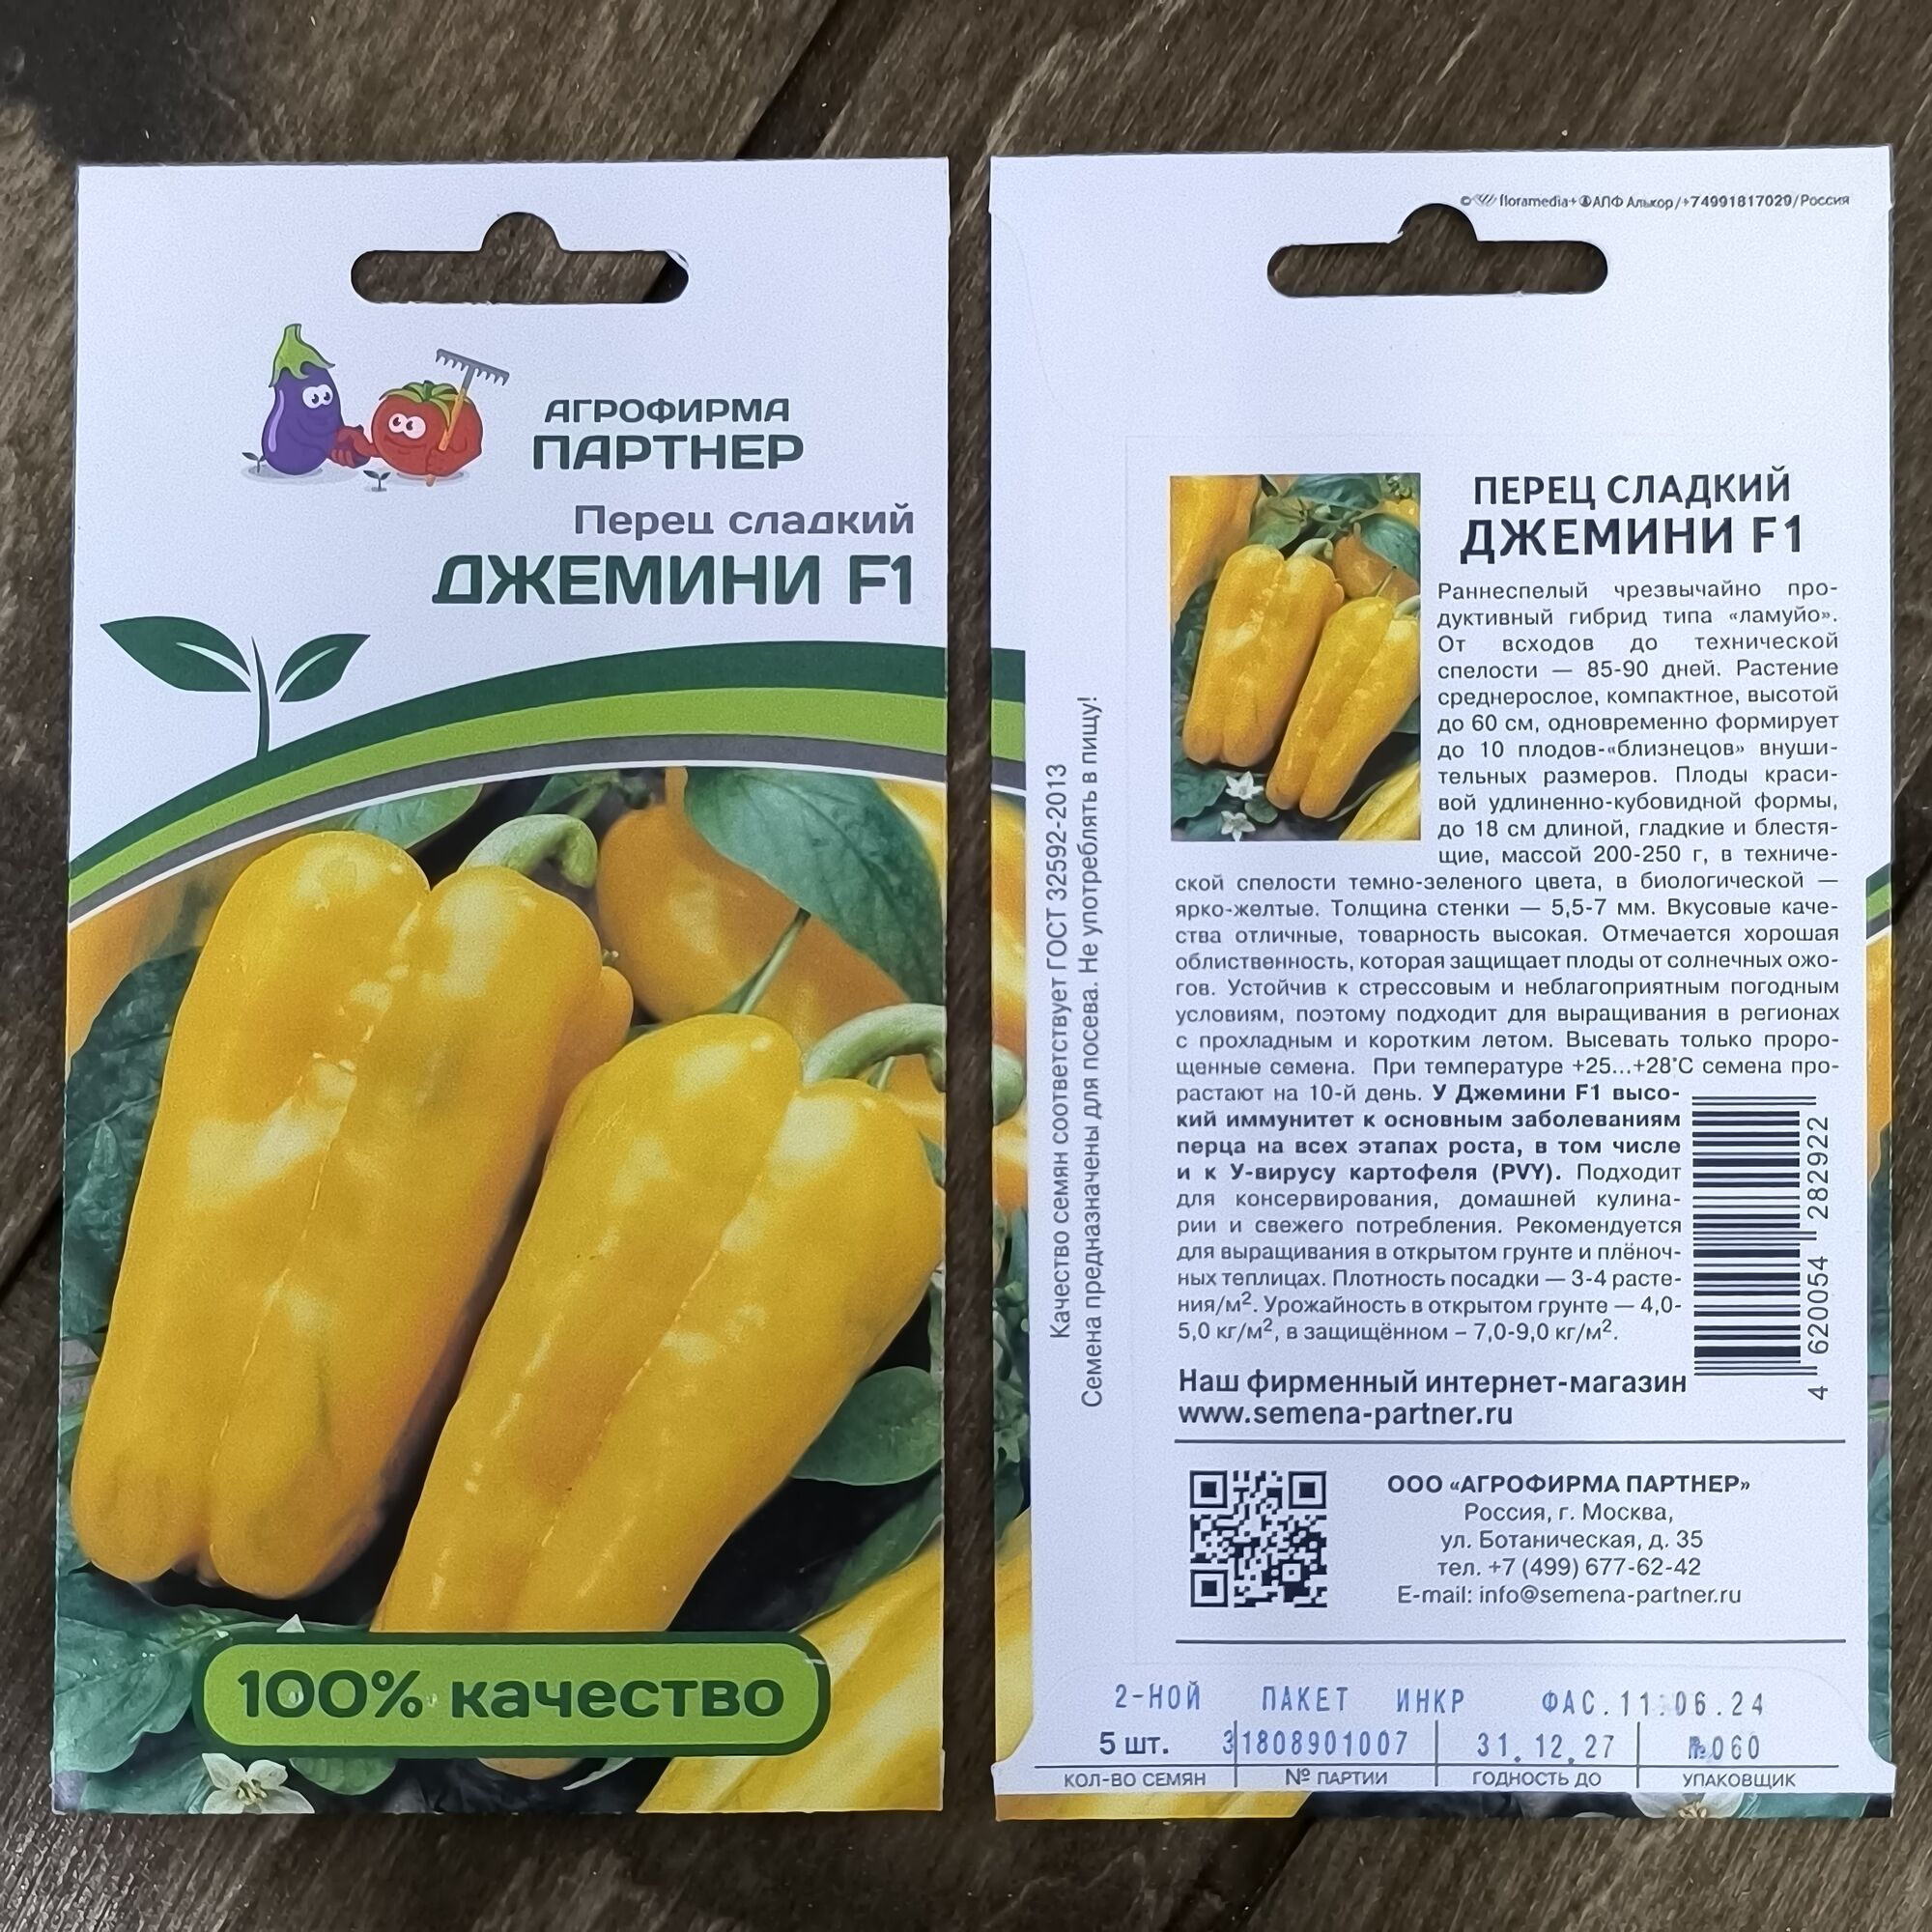 АГРОФИРМА
ПАРТНЕР
Перец сладкий
ДЖЕМИНИ F1
100% качество
© floramedia+ АПФ Алькор/+74991817029/Россия
ПЕРЕЦ СЛАДКИЙ
ДЖЕМИНИ F1
Раннеспелый чрезвычайно про-
дуктивный гибрид типа «ламуйо».
От всходов до технической
спелости — 85-90 дней. Растение
среднерослое, компактное, высотой
до 60 см, одновременно формирует
до 10 плодов-«близнецов» внуши-
тельных размеров. Плоды краси-
вой удлиненно-кубовидной формы,
до 18 см длиной, гладкие и блестя-
щие, массой 200-250 г, в техниче-
ской спелости темно-зеленого цвета, в биологической —
ярко-желтые. Толщина стенки — 5,5-7 мм. Вкусовые каче-
ства отличные, товарность высокая. Отмечается хорошая
облиственность, которая защищает плоды от солнечных ожо-
гов. Устойчив к стрессовым и неблагоприятным погодным
условиям, поэтому подходит для выращивания в регионах
с прохладным и коротким летом. Высевать только проро-
щенные семена. При температуре +25...+28°С семена про-
растают на 10-й день. У Джемини F1 высо-
кий иммунитет к основным заболеваниям
перца на всех этапах роста, в том числе
и к У-вирусу картофеля (PVY). Подходит
для консервирования, домашней кулина-
рии и свежего потребления. Рекомендуется
для выращивания в открытом грунте и плёноч-
ных теплицах. Плотность посадки — 3-4 расте-
ния/м². Урожайность в открытом грунте — 4,0-
5,0 кг/м², в защищённом – 7,0-9,0 кг/м².
4 620054 282922
Качество семян соответствует ГОСТ 32592-2013
Семена предназначены для посева. Не употреблять в пищу!
Наш фирменный интернет-магазин
www.semena-partner.ru
ООО «АГРОФИРМА ПАРТНЕР»
Россия, г. Москва,
ул. Ботаническая, д. 35
тел. +7 (499) 677-62-42
E-mail: info@semena-partner.ru
2-НОЙ ПАКЕТ ИНКР ФАС.11.06.24
5 шт. 31808901007 31.12.27 №060
КОЛ-ВО СЕМЯН № ПАРТИИ ГОДНОСТЬ ДО УПАКОВЩИК